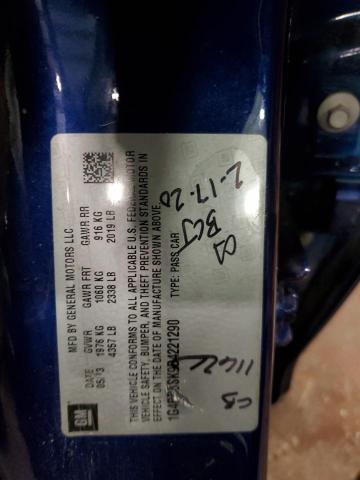 MFD BY GENERAL MOTORS LLC
DATE GVWR GAWR FRT GAWR RR
05/13 1976 KG 1060 KG 916 KG
4357 LB 2338 LB 2019 LB
THIS VEHICLE CONFORMS TO ALL APPLICABLE U.S. FEDERAL MOTOR
VEHICLE SAFETY, BUMPER, AND THEFT PREVENTION STANDARDS IN
EFFECT ON THE DATE OF MANUFACTURE SHOWN ABOVE.
TYPE: PASS CAR
GM
2-17-20
CB